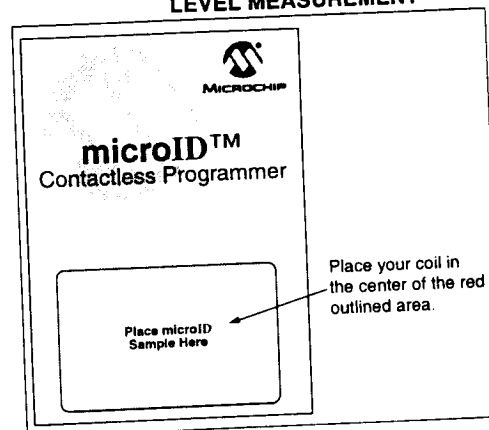 LEVEL MEASUREMENT
MICROCHIP
microID™
Contactless Programmer
Place microID
Sample Here
Place your coil in
the center of the red
outlined area.